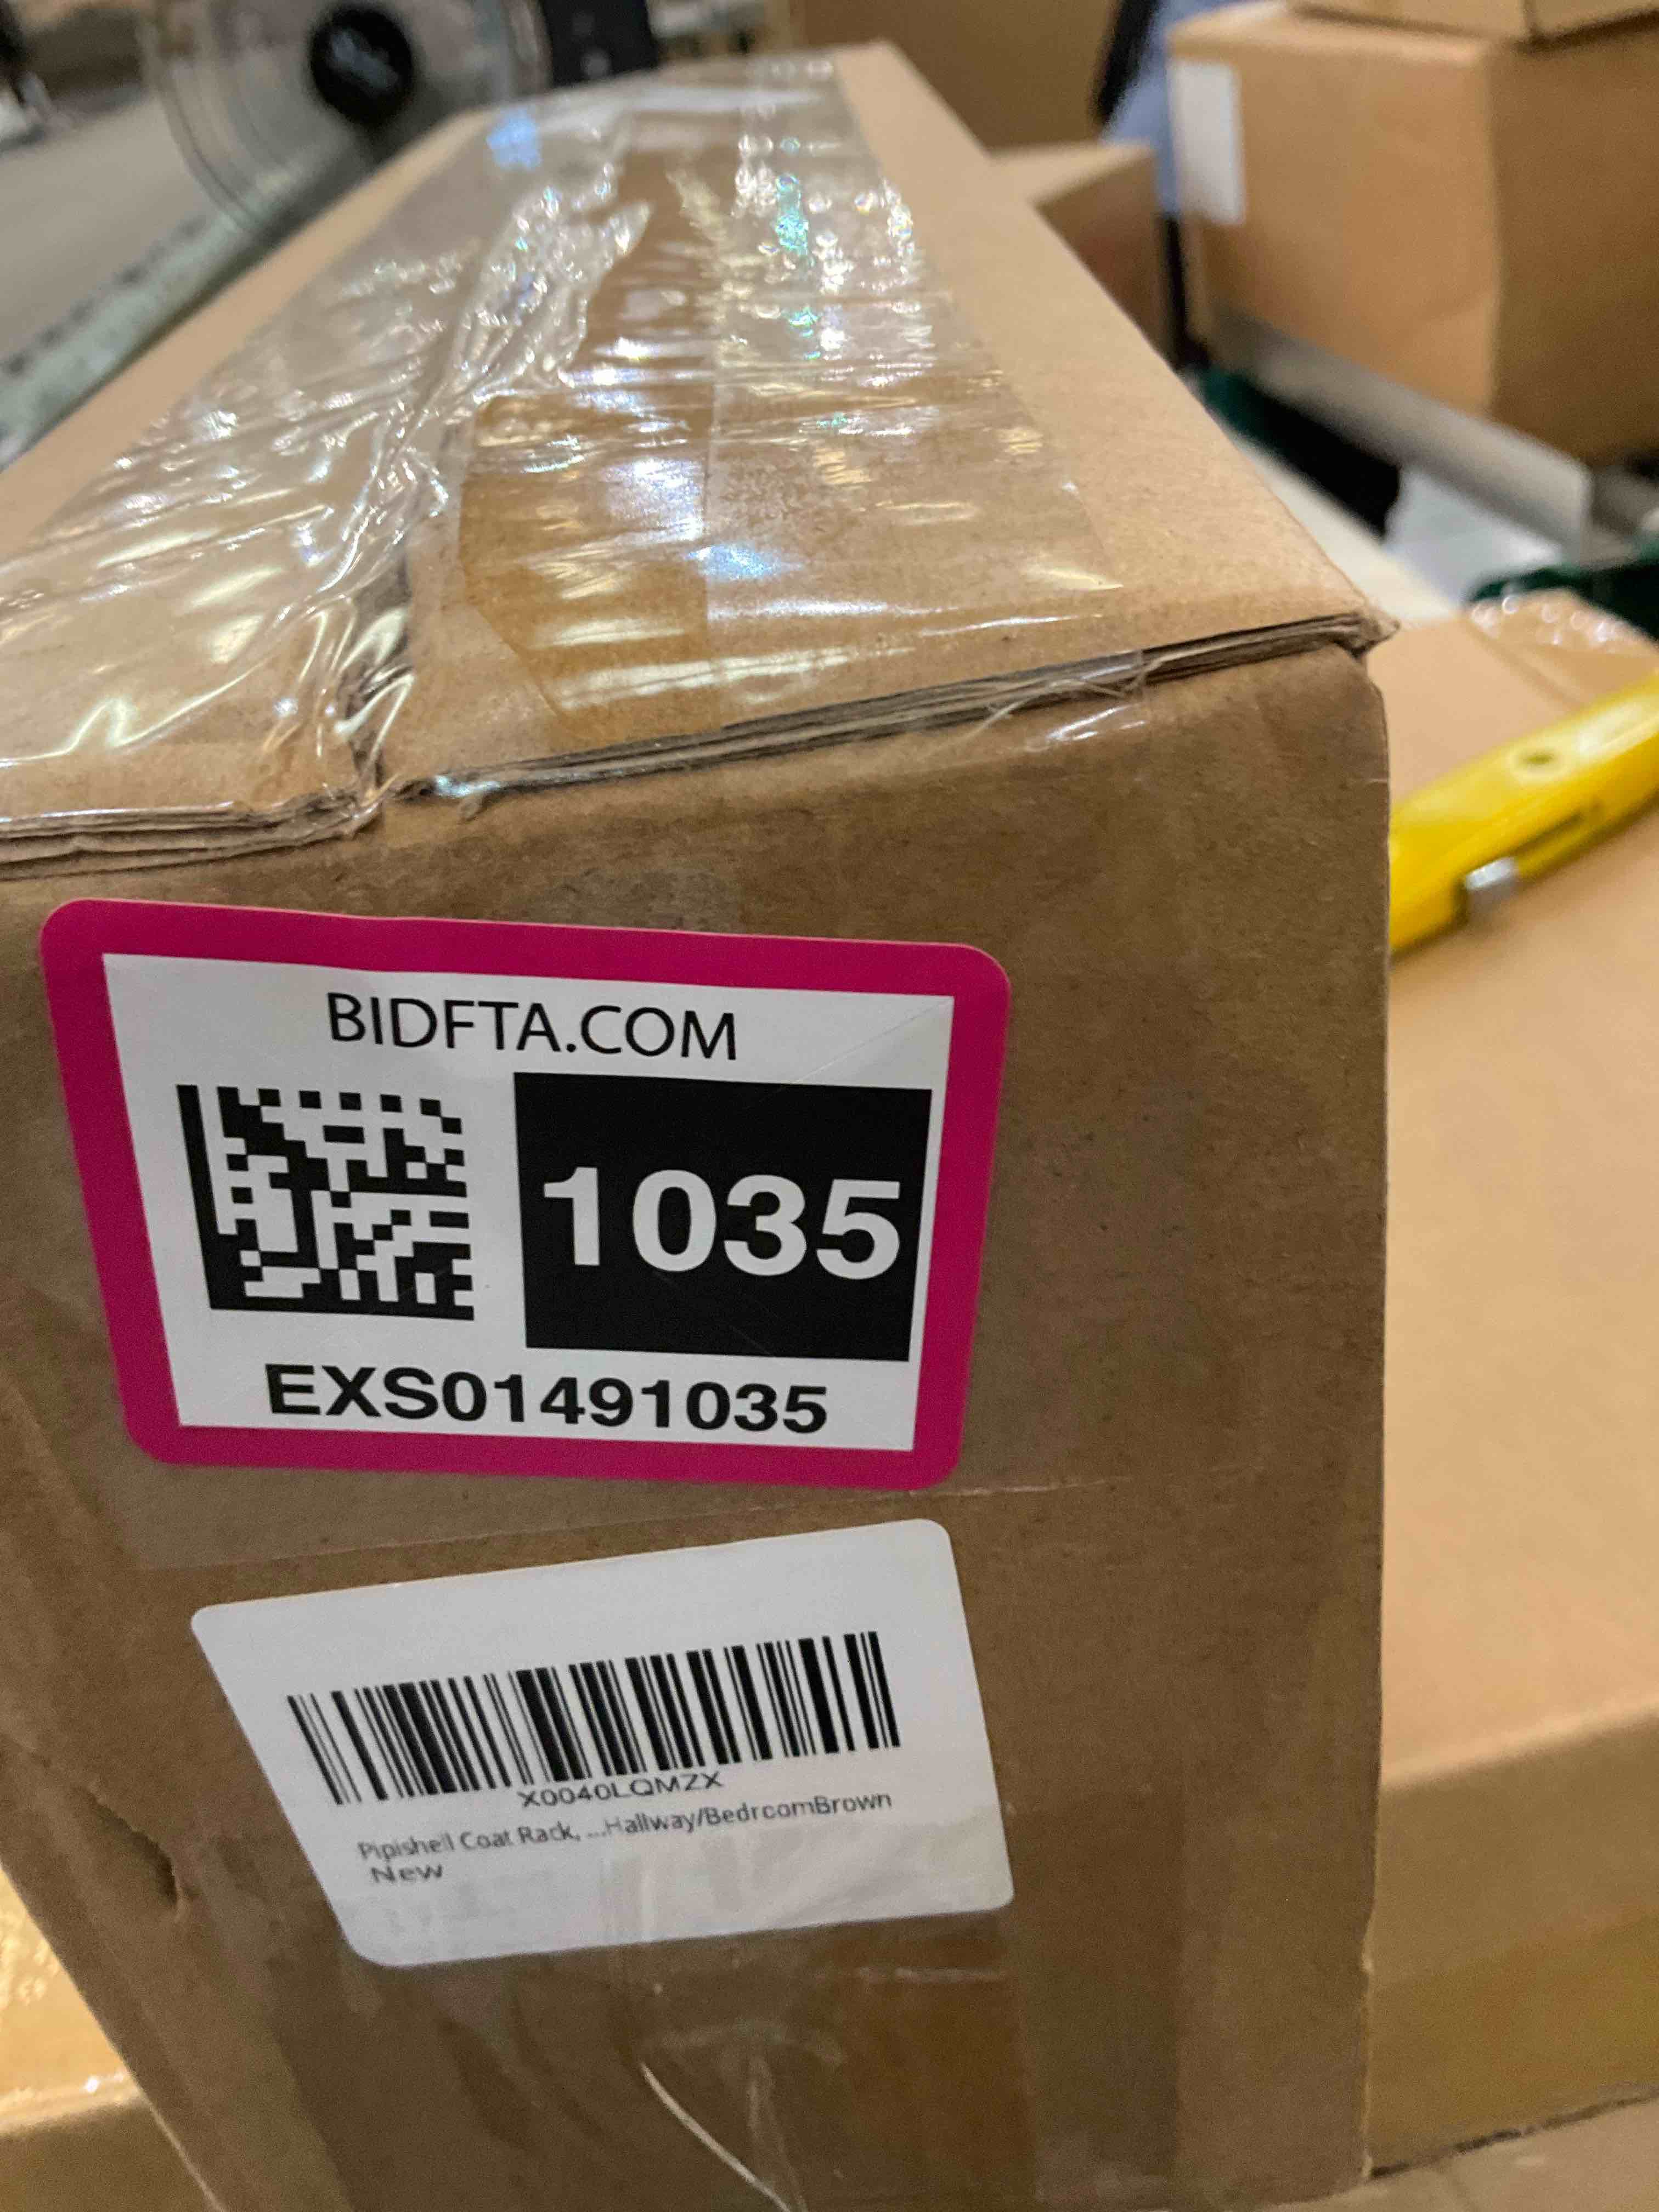 BIDFTA.COM
1035
EXS01491035
X0040LQMZX
Pipishell Coat Rack, ...Hallway/BedroomBrown
New